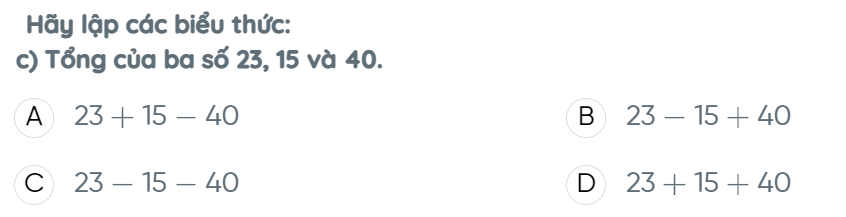 Hãy lập các biểu thức:
c) Tổng của ba số 23, 15 và 40.
A 23 + 15 − 40
B 23 − 15 + 40
C 23 − 15 − 40
D 23 + 15 + 40